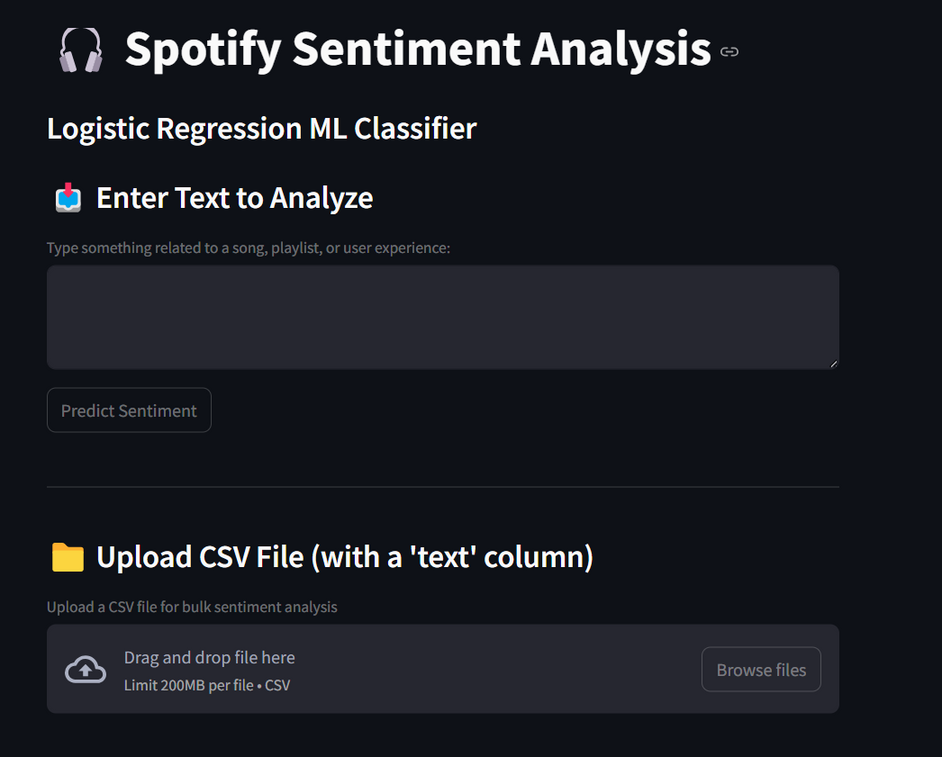 Spotify Sentiment Analysis
Logistic Regression ML Classifier
Enter Text to Analyze
Type something related to a song, playlist, or user experience:
Predict Sentiment
Upload CSV File (with a 'text' column)
Upload a CSV file for bulk sentiment analysis
Drag and drop file here
Limit 200MB per file • CSV
Browse files